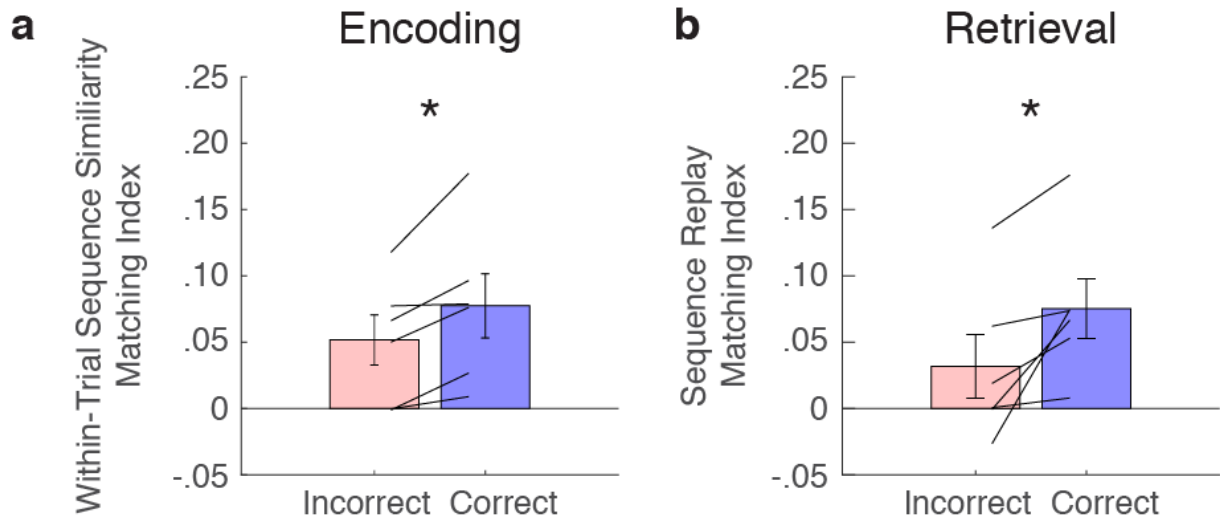 a
Encoding
Within-Trial Sequence Similiarity
Matching Index
.25
.20
.15
.10
.05
0
-.05
*
Incorrect
Correct
b
Retrieval
Sequence Replay
Matching Index
.25
.20
.15
.10
.05
0
-.05
*
Incorrect
Correct